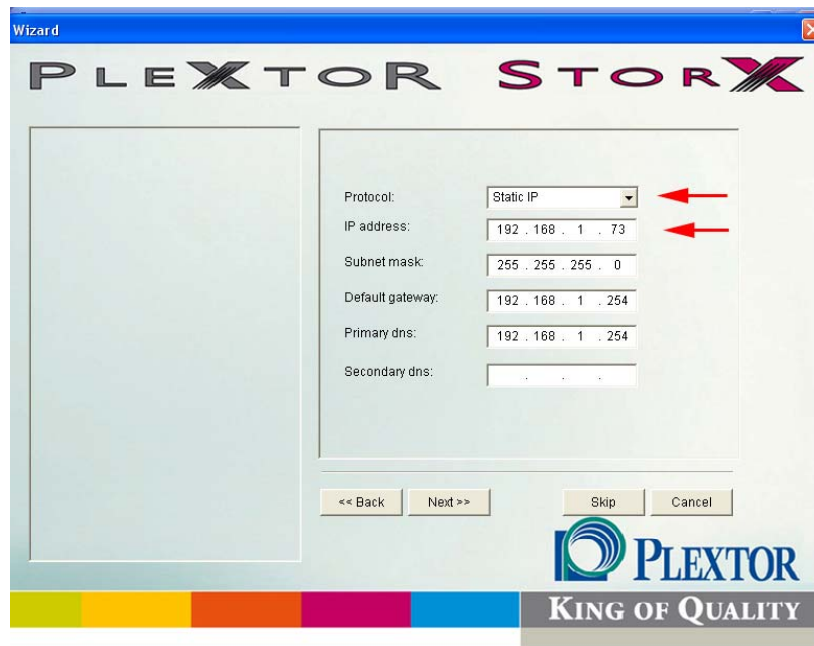 Wizard
PLEXTOR STORX
Protocol: Static IP
IP address: 192 . 168 . 1 . 73
Subnet mask: 255 . 255 . 255 . 0
Default gateway: 192 . 168 . 1 . 254
Primary dns: 192 . 168 . 1 . 254
Secondary dns: . . .
<< Back Next >> Skip Cancel
PLEXTOR
KING OF QUALITY